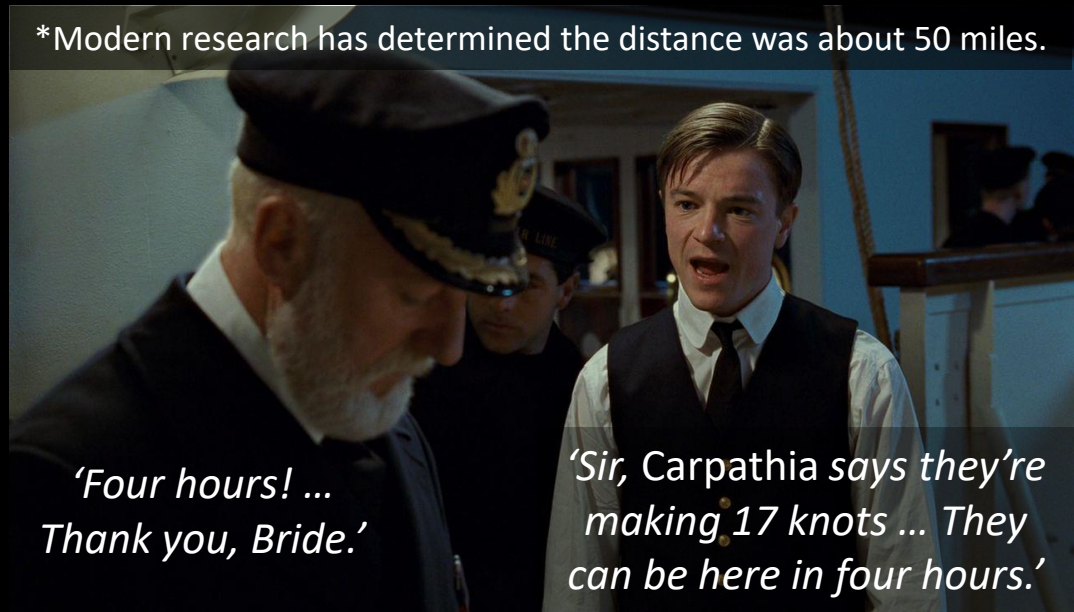 *Modern research has determined the distance was about 50 miles.
‘Four hours! …
Thank you, Bride.’
‘Sir, Carpathia says they’re
making 17 knots … They
can be here in four hours.’